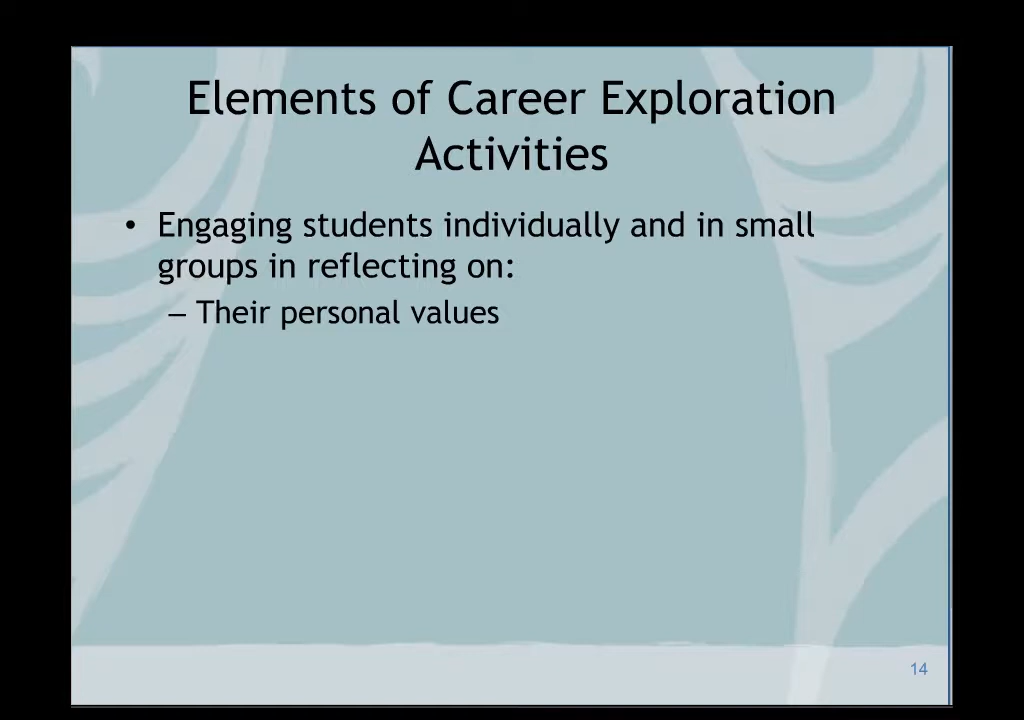 Elements of Career Exploration
Activities
• Engaging students individually and in small
groups in reflecting on:
– Their personal values
14